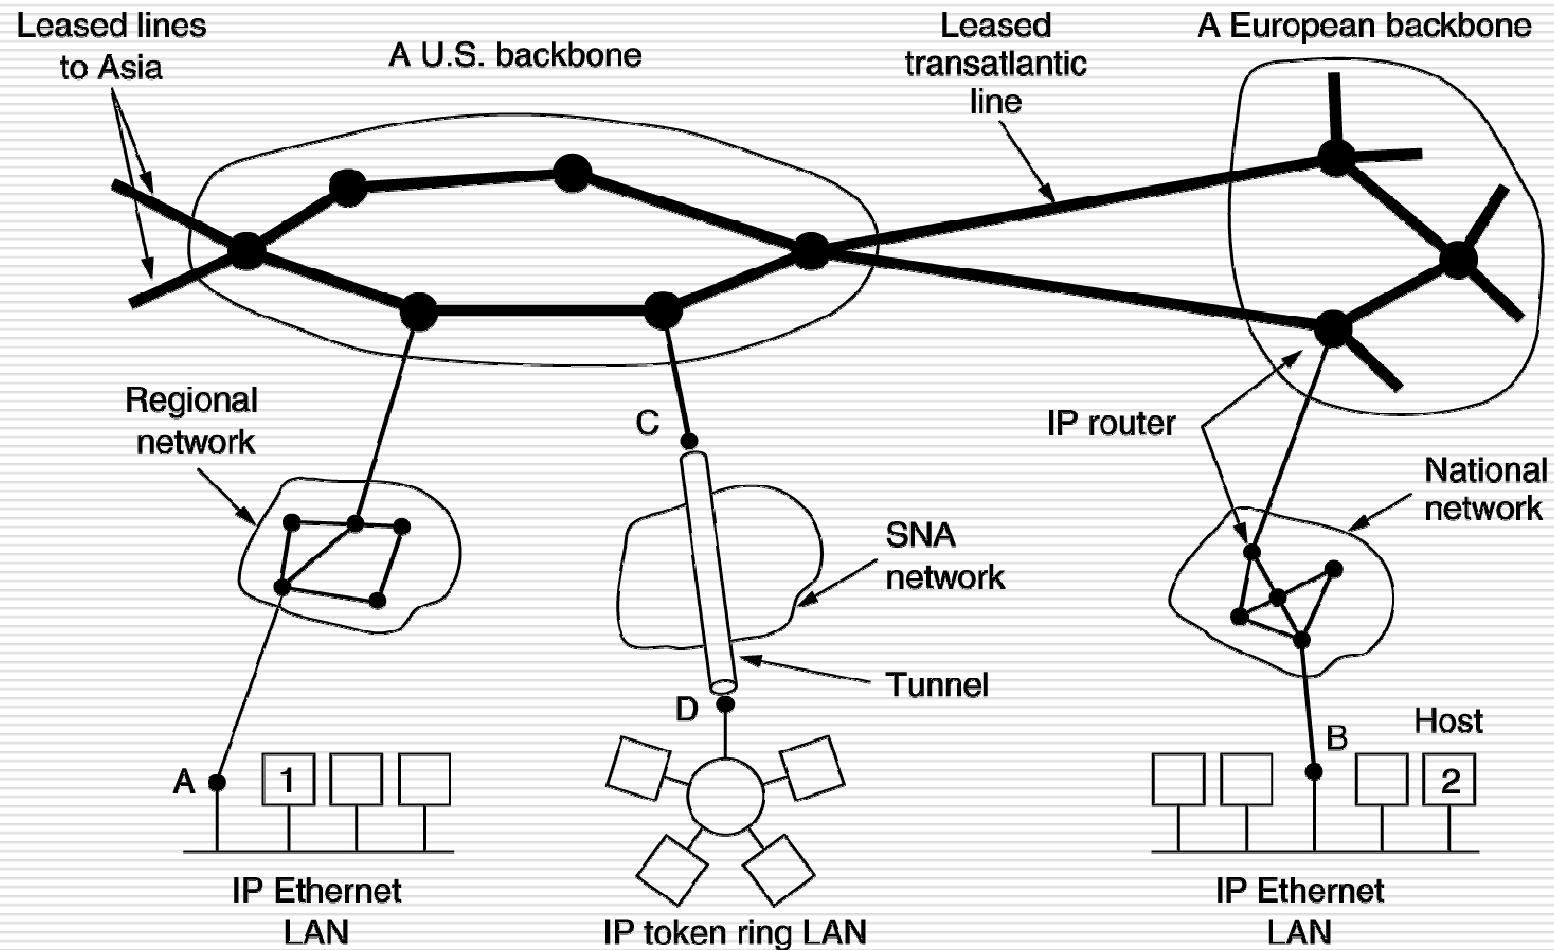 Leased lines
to Asia
A U.S. backbone
Leased
transatlantic
line
A European backbone
Regional
network
C
IP router
National
network
SNA
network
Tunnel
D
Host
B
A
1
2
IP Ethernet
LAN
IP token ring LAN
IP Ethernet
LAN